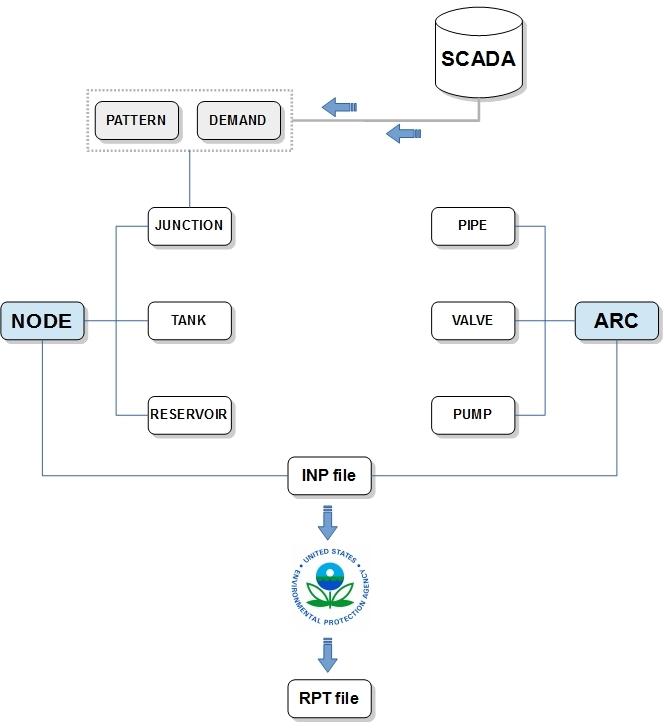 SCADA
PATTERN
DEMAND
JUNCTION
PIPE
NODE
TANK
VALVE
ARC
RESERVOIR
PUMP
INP file
UNITED STATES
ENVIRONMENTAL PROTECTION AGENCY
RPT file